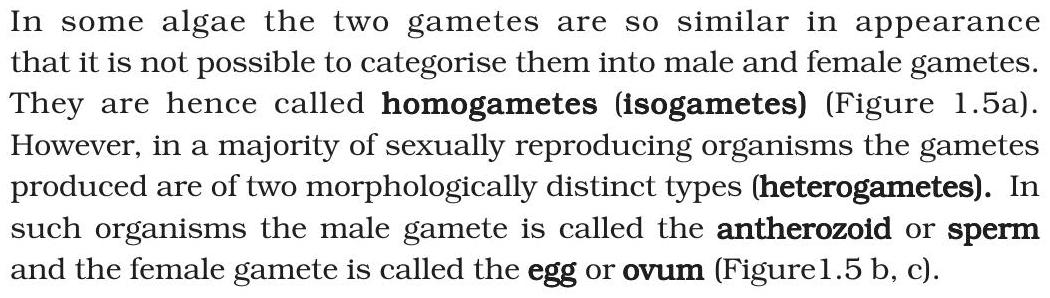 In some algae the two gametes are so similar in appearance
that it is not possible to categorise them into male and female gametes.
They are hence called homogametes (isogametes) (Figure 1.5a).
However, in a majority of sexually reproducing organisms the gametes
produced are of two morphologically distinct types (heterogametes). In
such organisms the male gamete is called the antherozoid or sperm
and the female gamete is called the egg or ovum (Figure1.5 b, c).